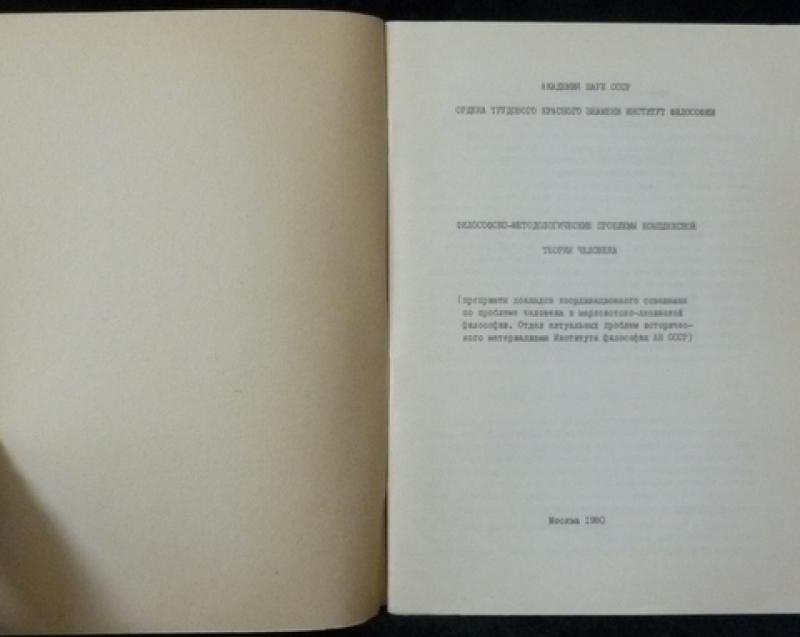 АКАДЕМИЯ НАУК СССР
ОРДЕНА ТРУДОВОГО КРАСНОГО ЗНАМЕНИ ИНСТИТУТ ФИЛОСОФИИ
ФИЛОСОФСКО-МЕТОДОЛОГИЧЕСКИЕ ПРОБЛЕМЫ КОМПЛЕКСНОЙ
ТЕОРИИ ЧЕЛОВЕКА
(препринты докладов координационного совещания
по проблеме человека в марксистско-ленинской
философии. Отдел актуальных проблем историчес-
кого материализма Института философии АН СССР)
Москва 1980